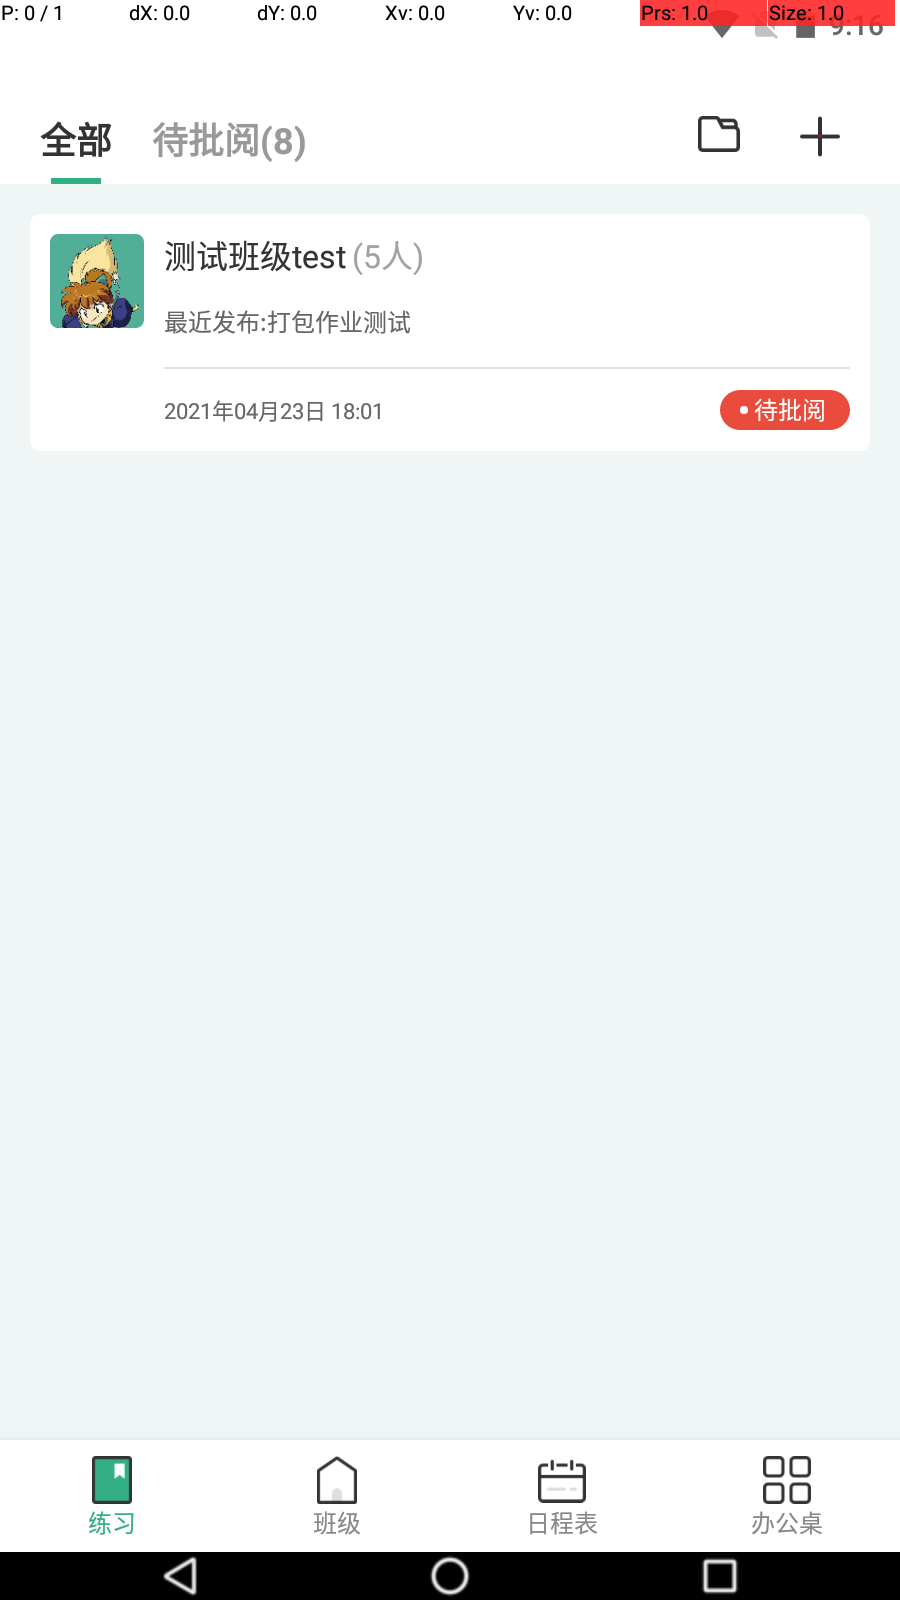 P: 0 / 1 dX: 0.0 dY: 0.0 Xv: 0.0 Yv: 0.0 Prs: 1.0 Size: 1.0
9:16
全部 待批阅(8)
测试班级test (5人)
最近发布:打包作业测试
2021年04月23日 18:01 待批阅
练习 班级 日程表 办公桌